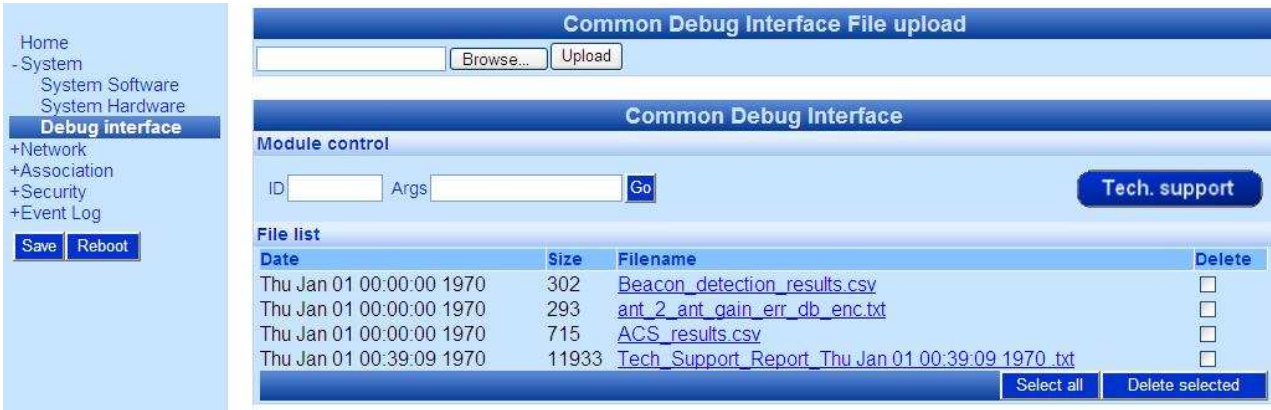 Home
- System
System Software
System Hardware
Debug interface
+Network
+Association
+Security
+Event Log
Save Reboot
Common Debug Interface File upload
Browse... Upload
Common Debug Interface
Module control
ID Args Go Tech. support
File list
Date Size Filename Delete
Thu Jan 01 00:00:00 1970 302 Beacon_detection_results.csv
Thu Jan 01 00:00:00 1970 293 ant_2_ant_gain_err_db_enc.txt
Thu Jan 01 00:00:00 1970 715 ACS_results.csv
Thu Jan 01 00:39:09 1970 11933 Tech_Support_Report_Thu Jan 01 00:39:09 1970 .txt
Select all Delete selected